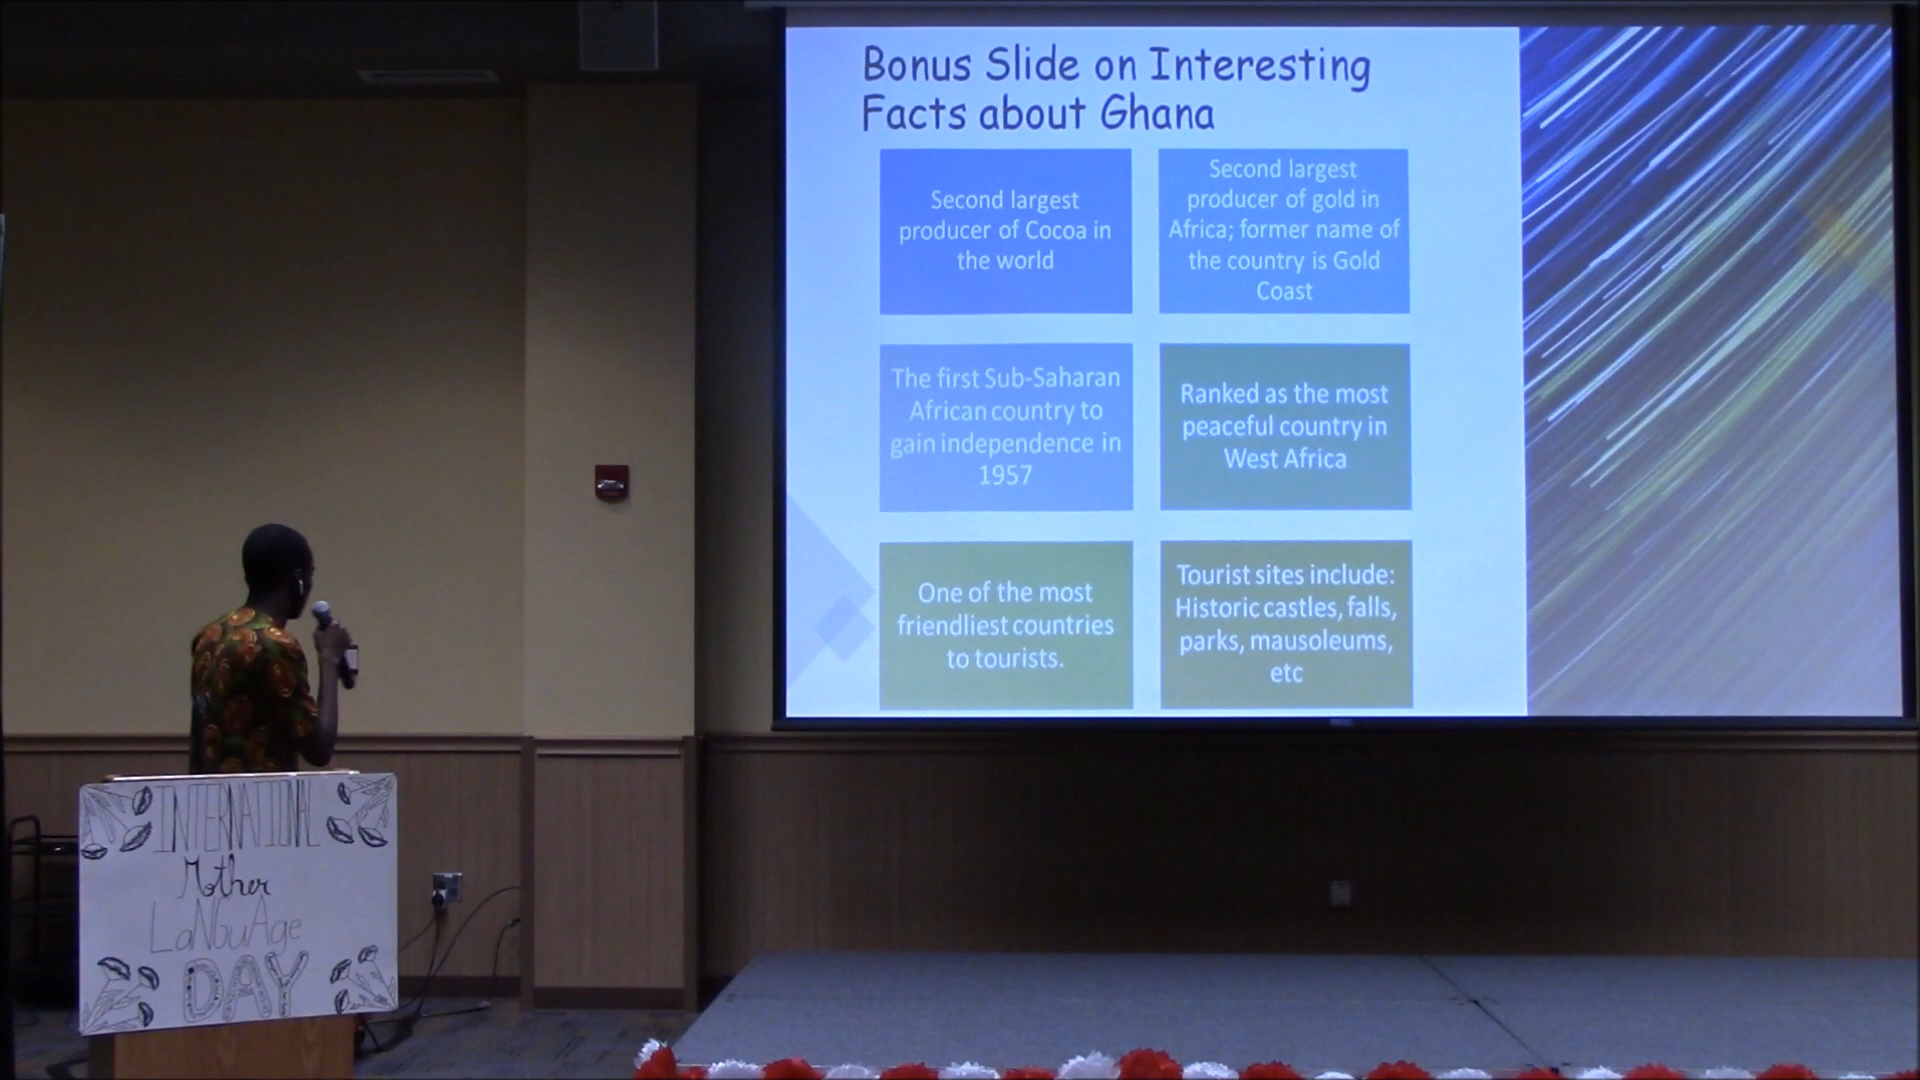 Bonus Slide on Interesting
Facts about Ghana
Second largest
producer of Cocoa in
the world
Second largest
producer of gold in
Africa; former name of
the country is Gold
Coast
The first Sub-Saharan
African country to
gain independence in
1957
Ranked as the most
peaceful country in
West Africa
One of the most
friendliest countries
to tourists.
Tourist sites include:
Historic castles, falls,
parks, mausoleums,
etc
INTERNATIONAL
Mother
LaNGuAge
DAY